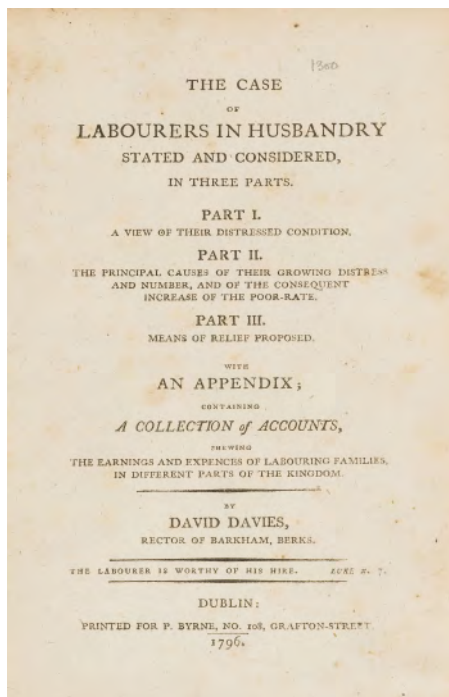 1300
THE CASE
OF
LABOURERS IN HUSBANDRY
STATED AND CONSIDERED,
IN THREE PARTS.
PART I.
A VIEW OF THEIR DISTRESSED CONDITION.
PART II.
THE PRINCIPAL CAUSES OF THEIR GROWING DISTRESS
AND NUMBER, AND OF THE CONSEQUENT
INCREASE OF THE POOR-RATE.
PART III.
MEANS OF RELIEF PROPOSED.
WITH
AN APPENDIX;
CONTAINING
A COLLECTION of ACCOUNTS,
SHEWING
THE EARNINGS AND EXPENCES OF LABOURING FAMILIES,
IN DIFFERENT PARTS OF THE KINGDOM.
BY
DAVID DAVIES,
RECTOR OF BARKHAM, BERKS.
THE LABOURER IS WORTHY OF HIS HIRE. LUKE x. 7.
DUBLIN:
PRINTED FOR P. BYRNE, NO. 108, GRAFTON-STREET.
1796.